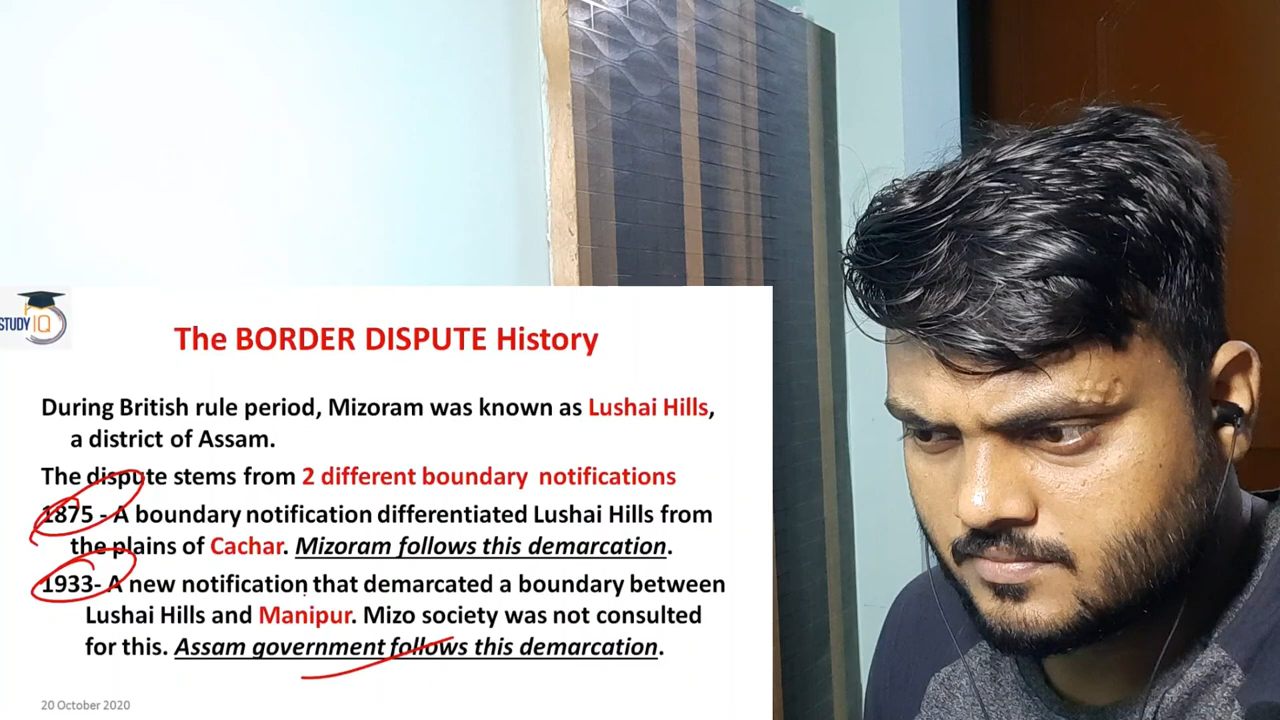 STUDY IQ
The BORDER DISPUTE History
During British rule period, Mizoram was known as Lushai Hills,
a district of Assam.
The dispute stems from 2 different boundary  notifications
1875 - A boundary notification differentiated Lushai Hills from
the plains of Cachar. Mizoram follows this demarcation.
1933- A new notification that demarcated a boundary between
Lushai Hills and Manipur. Mizo society was not consulted
for this. Assam government follows this demarcation.
20 October 2020